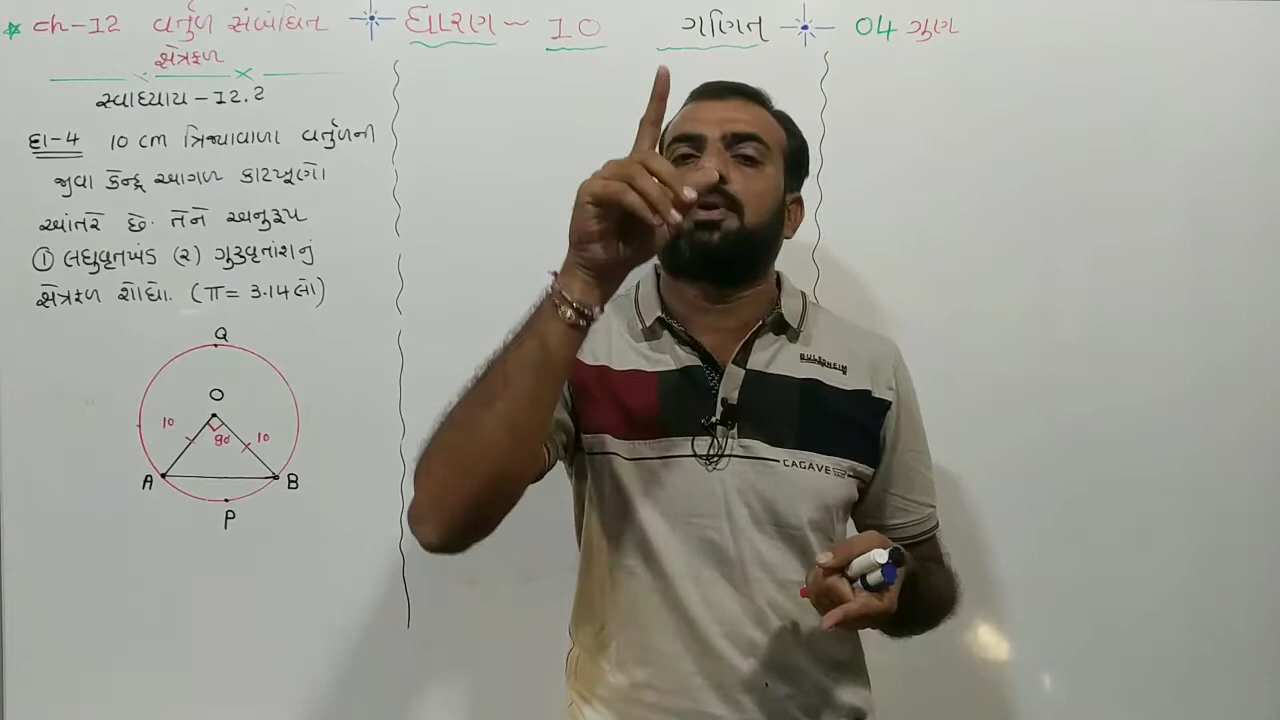 ch-12 વર્તુળ સંબંધિત
ક્ષેત્રફળ
ધોરણ ~ 10
ગણિત
04 ગુણ
સ્વાધ્યાય - 12.2
દા-4 10 cm ત્રિજ્યાવાળા વર્તુળની
જીવા કેન્દ્ર આગળ કાટખૂણો
આંતરે છે. તેને અનુરૂપ
① લઘુવૃતખંડ (૨) ગુરુવૃતાંશનું
ક્ષેત્રફળ શોધો. (π = 3.14 લો)
Q
O
10 90 10
A B
P
DULESHEIM
CAGAVE